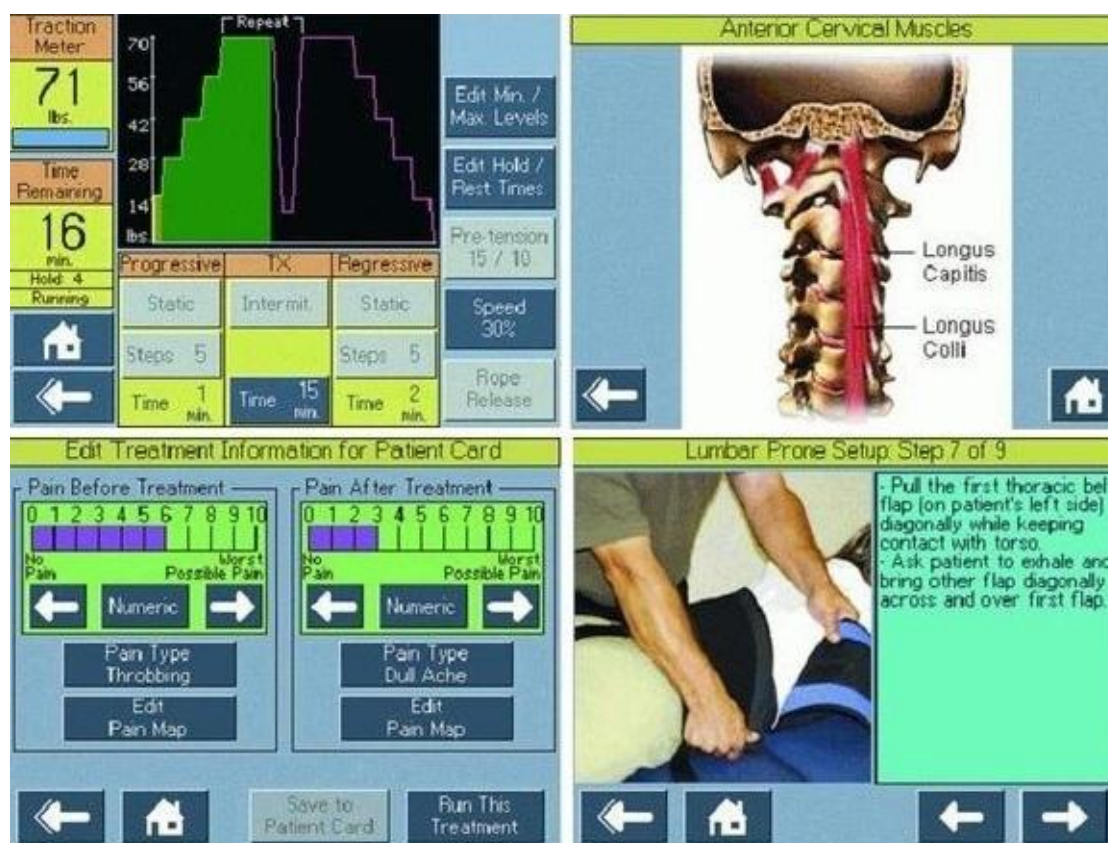 Traction
Meter
71
lbs.
Time
Remaining
16
min.
Hold: 4
Running
Repeat
70
56
42
28
14
lbs
Progressive
TX
Regressive
Static
Intermit.
Static
Steps 5
Steps 5
Time 1 min.
Time 15 min.
Time 2 min.
Edit Min. /
Max. Levels
Edit Hold /
Rest Times
Pre-tension
15 / 10
Speed
30%
Rope
Release
Anterior Cervical Muscles
Longus
Capitis
Longus
Colli
Edit Treatment Information for Patient Card
Pain Before Treatment
0 1 2 3 4 5 6 7 8 9 10
No
Pain
Worst
Possible Pain
Numeric
Pain Type
Throbbing
Edit
Pain Map
Pain After Treatment
0 1 2 3 4 5 6 7 8 9 10
No
Pain
Worst
Possible Pain
Numeric
Pain Type
Dull Ache
Edit
Pain Map
Save to
Patient Card
Run This
Treatment
Lumbar Prone Setup: Step 7 of 9
- Pull the first thoracic bel
flap (on patient's left side)
diagonally while keeping
contact with torso.
- Ask patient to exhale and
bring other flap diagonally
across and over first flap.